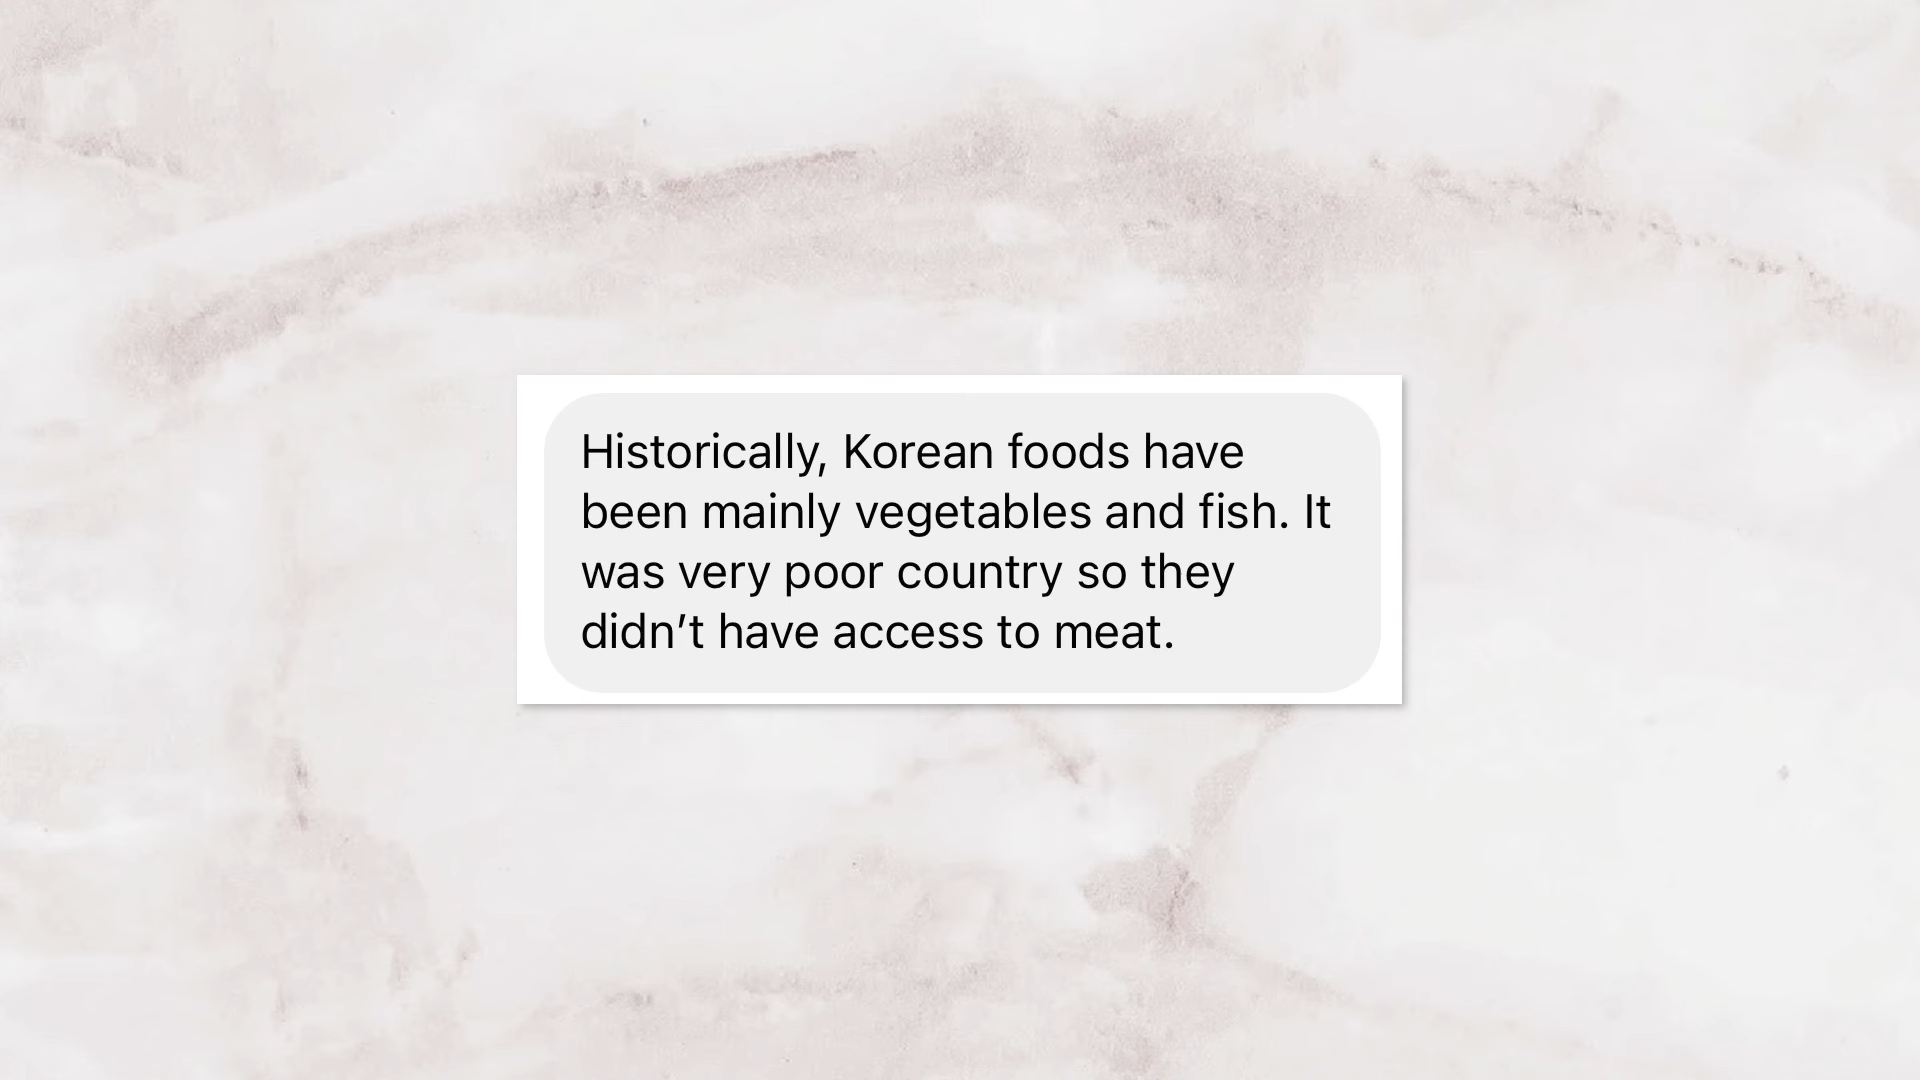 Historically, Korean foods have
been mainly vegetables and fish. It
was very poor country so they
didn’t have access to meat.